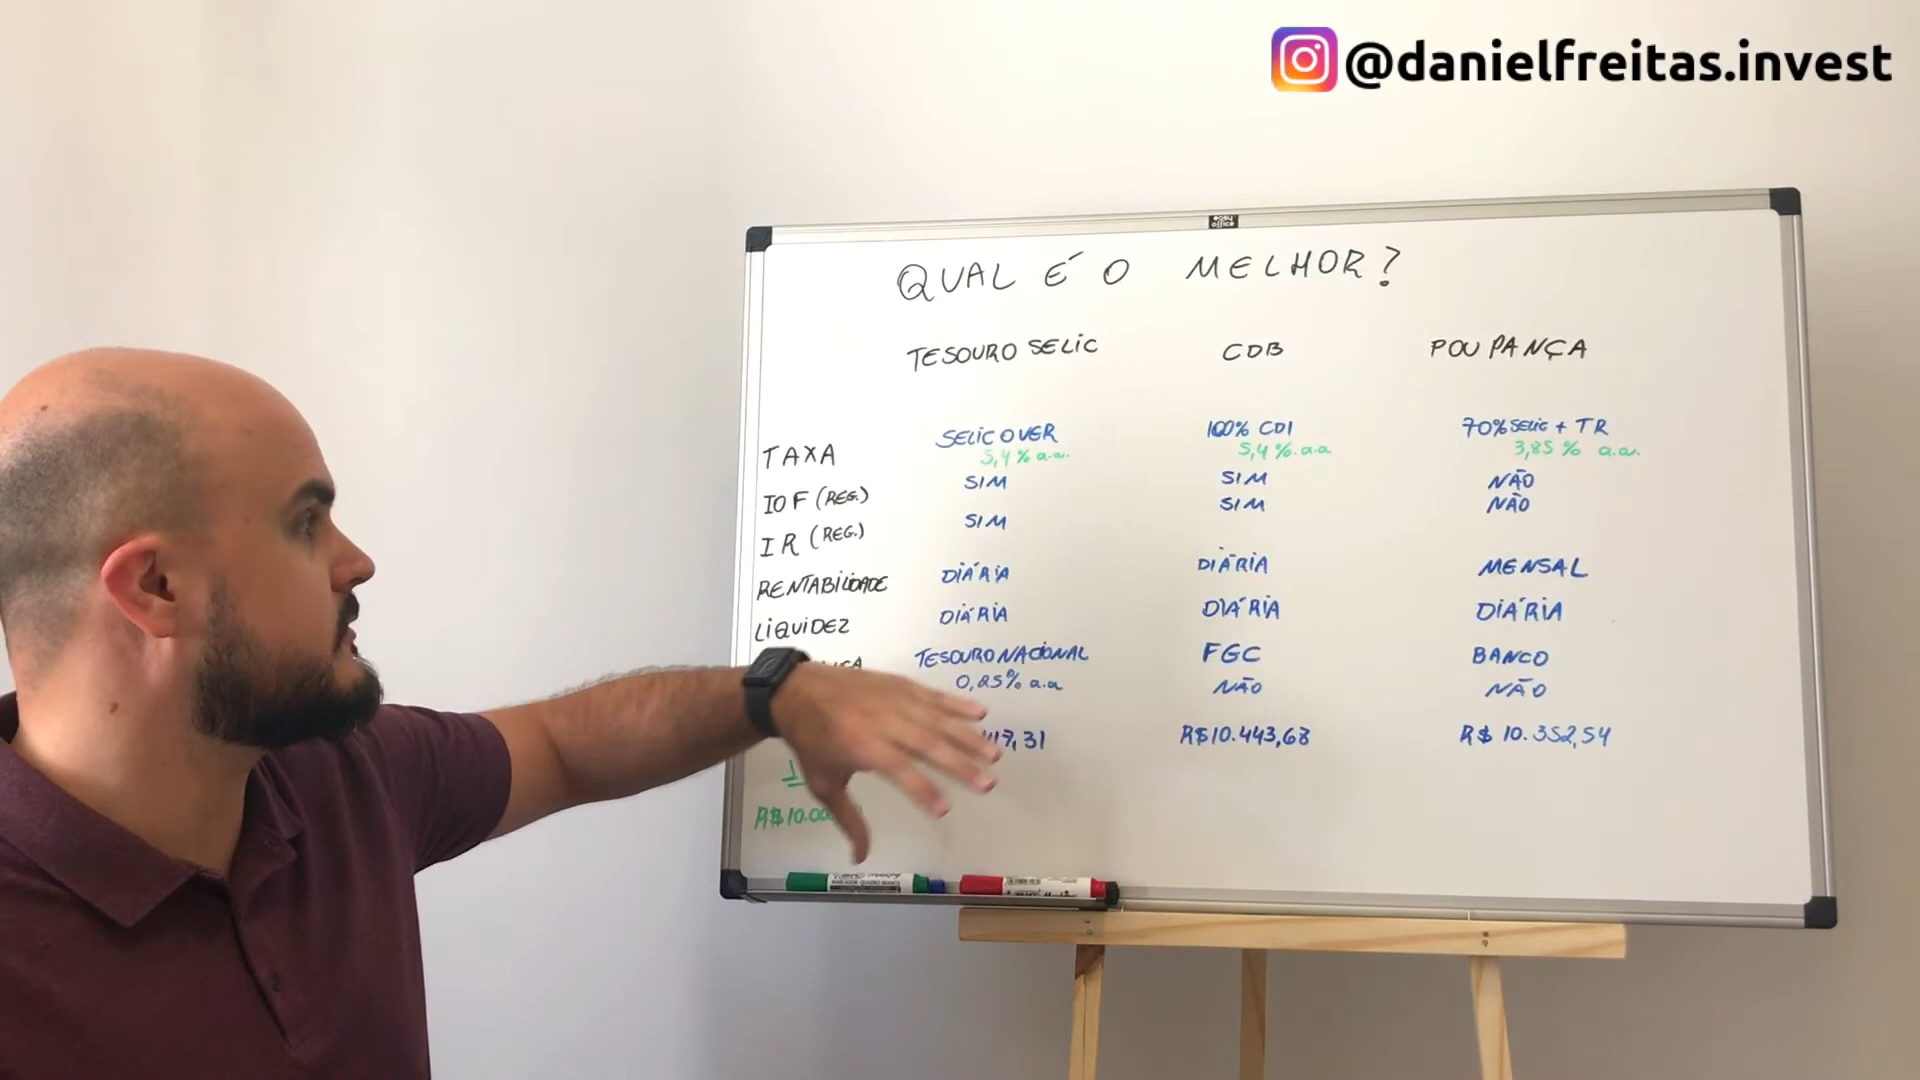 @danielfreitas.invest
QUAL É O MELHOR?
TESOURO SELIC CDB POUPANÇA
TAXA SELIC OVER 100% CDI 70% SELIC + TR
5,4% a.a. 5,4% a.a 3,85% a.a.
IOF (REG.) SIM SIM NÃO
IR (REG.) SIM SIM NÃO
RENTABILIDADE DIÁRIA DIÁRIA MENSAL
LIQUIDEZ DIÁRIA DIÁRIA DIÁRIA
TESOURO NACIONAL FGC BANCO
0,25% a.a NÃO NÃO
R$10.443,68 R$ 10.352,54